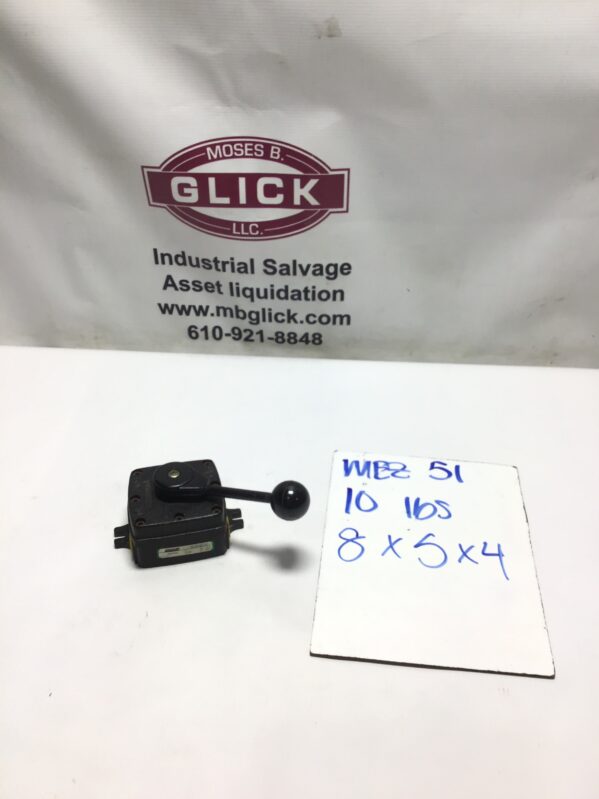 MOSES B.
GLICK
LLC.
Industrial Salvage
Asset liquidation
www.mbglick.com
610-921-8848
MEZ 51
10 lbs
8 x 5 x 4